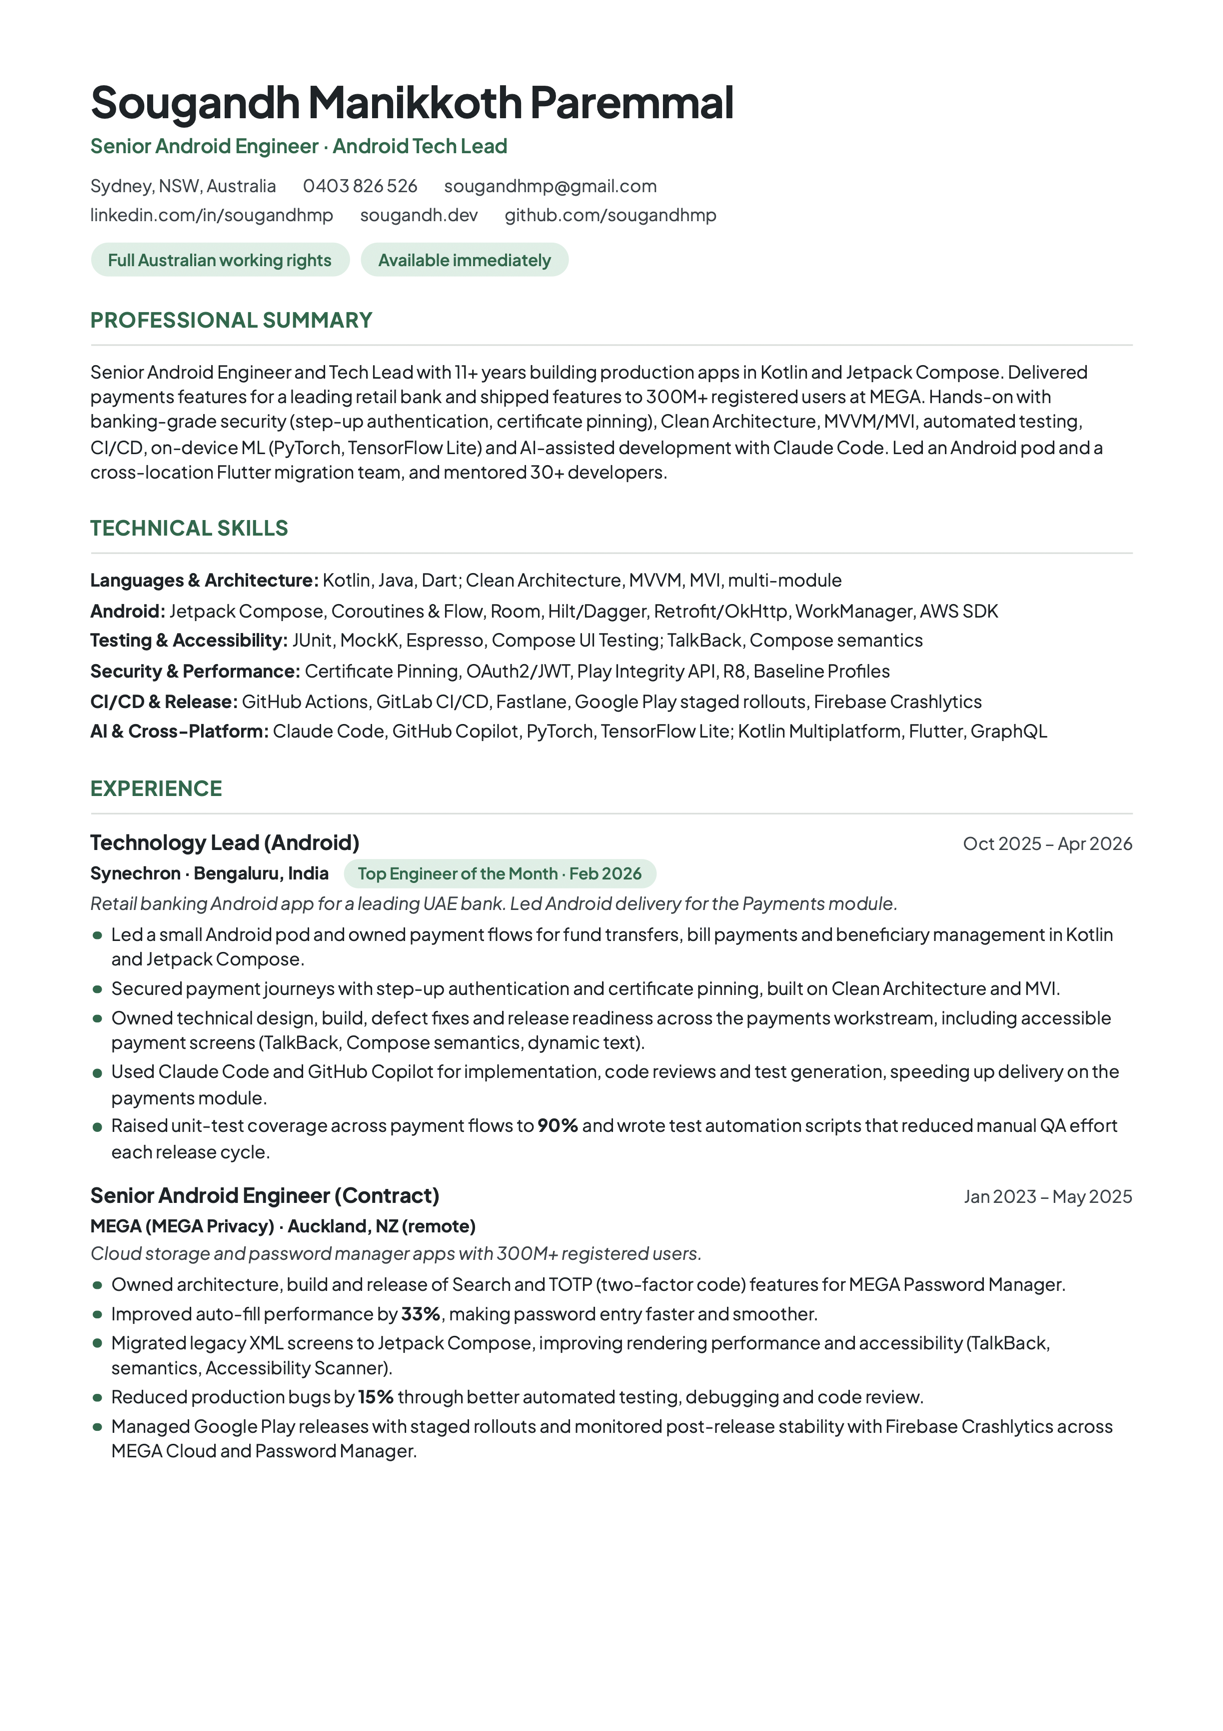 Sougandh Manikkoth Paremmal
Senior Android Engineer · Android Tech Lead
Sydney, NSW, Australia 0403 826 526 sougandhmp@gmail.com
linkedin.com/in/sougandhmp sougandh.dev github.com/sougandhmp
Full Australian working rights Available immediately
PROFESSIONAL SUMMARY
Senior Android Engineer and Tech Lead with 11+ years building production apps in Kotlin and Jetpack Compose. Delivered
payments features for a leading retail bank and shipped features to 300M+ registered users at MEGA. Hands-on with
banking-grade security (step-up authentication, certificate pinning), Clean Architecture, MVVM/MVI, automated testing,
CI/CD, on-device ML (PyTorch, TensorFlow Lite) and AI-assisted development with Claude Code. Led an Android pod and a
cross-location Flutter migration team, and mentored 30+ developers.
TECHNICAL SKILLS
Languages & Architecture: Kotlin, Java, Dart; Clean Architecture, MVVM, MVI, multi-module
Android: Jetpack Compose, Coroutines & Flow, Room, Hilt/Dagger, Retrofit/OkHttp, WorkManager, AWS SDK
Testing & Accessibility: JUnit, MockK, Espresso, Compose UI Testing; TalkBack, Compose semantics
Security & Performance: Certificate Pinning, OAuth2/JWT, Play Integrity API, R8, Baseline Profiles
CI/CD & Release: GitHub Actions, GitLab CI/CD, Fastlane, Google Play staged rollouts, Firebase Crashlytics
AI & Cross-Platform: Claude Code, GitHub Copilot, PyTorch, TensorFlow Lite; Kotlin Multiplatform, Flutter, GraphQL
EXPERIENCE
Technology Lead (Android) Oct 2025 – Apr 2026
Synechron · Bengaluru, India Top Engineer of the Month · Feb 2026
Retail banking Android app for a leading UAE bank. Led Android delivery for the Payments module.
• Led a small Android pod and owned payment flows for fund transfers, bill payments and beneficiary management in Kotlin
and Jetpack Compose.
• Secured payment journeys with step-up authentication and certificate pinning, built on Clean Architecture and MVI.
• Owned technical design, build, defect fixes and release readiness across the payments workstream, including accessible
payment screens (TalkBack, Compose semantics, dynamic text).
• Used Claude Code and GitHub Copilot for implementation, code reviews and test generation, speeding up delivery on the
payments module.
• Raised unit-test coverage across payment flows to 90% and wrote test automation scripts that reduced manual QA effort
each release cycle.
Senior Android Engineer (Contract) Jan 2023 – May 2025
MEGA (MEGA Privacy) · Auckland, NZ (remote)
Cloud storage and password manager apps with 300M+ registered users.
• Owned architecture, build and release of Search and TOTP (two-factor code) features for MEGA Password Manager.
• Improved auto-fill performance by 33%, making password entry faster and smoother.
• Migrated legacy XML screens to Jetpack Compose, improving rendering performance and accessibility (TalkBack,
semantics, Accessibility Scanner).
• Reduced production bugs by 15% through better automated testing, debugging and code review.
• Managed Google Play releases with staged rollouts and monitored post-release stability with Firebase Crashlytics across
MEGA Cloud and Password Manager.